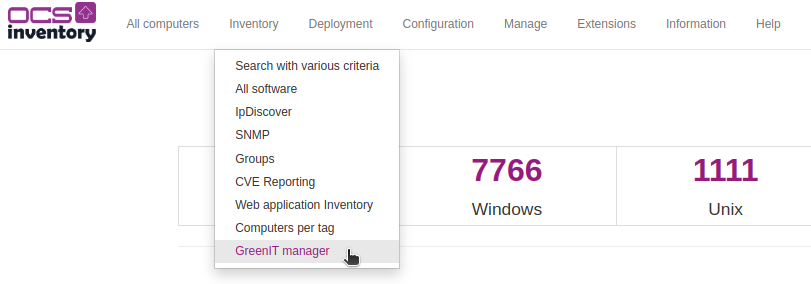 OCS
inventory
All computers Inventory Deployment Configuration Manage Extensions Information Help
Search with various criteria
All software
IpDiscover
SNMP
Groups
CVE Reporting
Web application Inventory
Computers per tag
GreenIT manager
7766 1111
Windows Unix